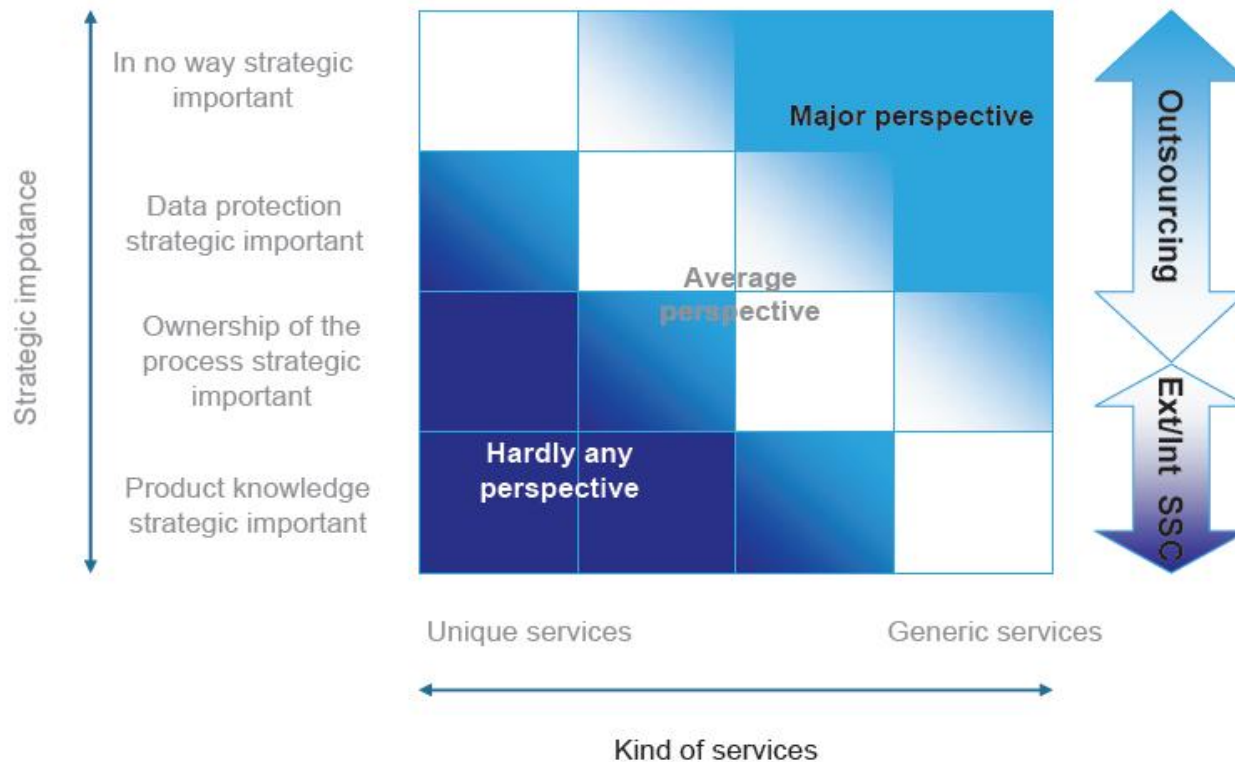 In no way strategic
important
Major perspective
Data protection
strategic important
Average
perspective
Ownership of the
process strategic
important
Hardly any
perspective
Product knowledge
strategic important
Strategic impotance
Outsourcing
Ext/Int SSC
Unique services
Generic services
Kind of services